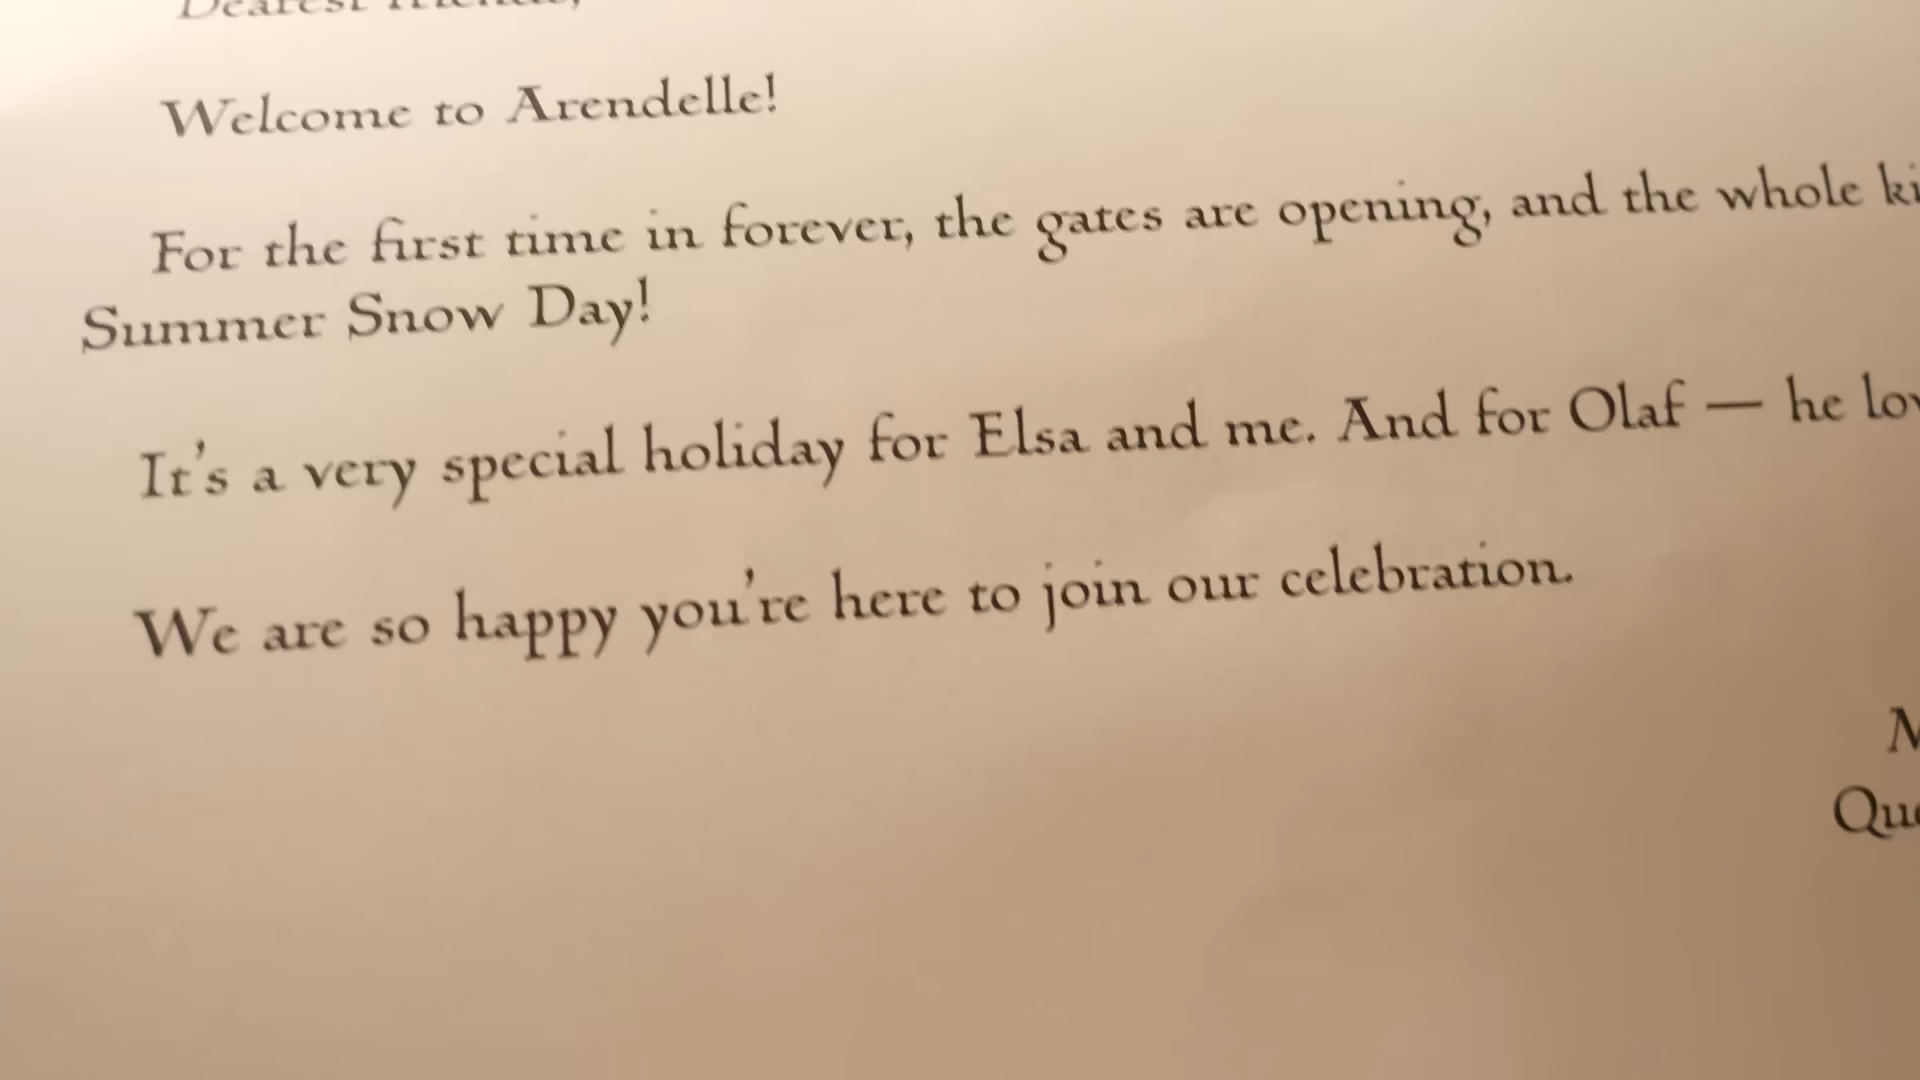 Dearest friends,
Welcome to Arendelle!
For the first time in forever, the gates are opening, and the whole
Summer Snow Day!
It's a very special holiday for Elsa and me. And for Olaf — he
We are so happy you're here to join our celebration.